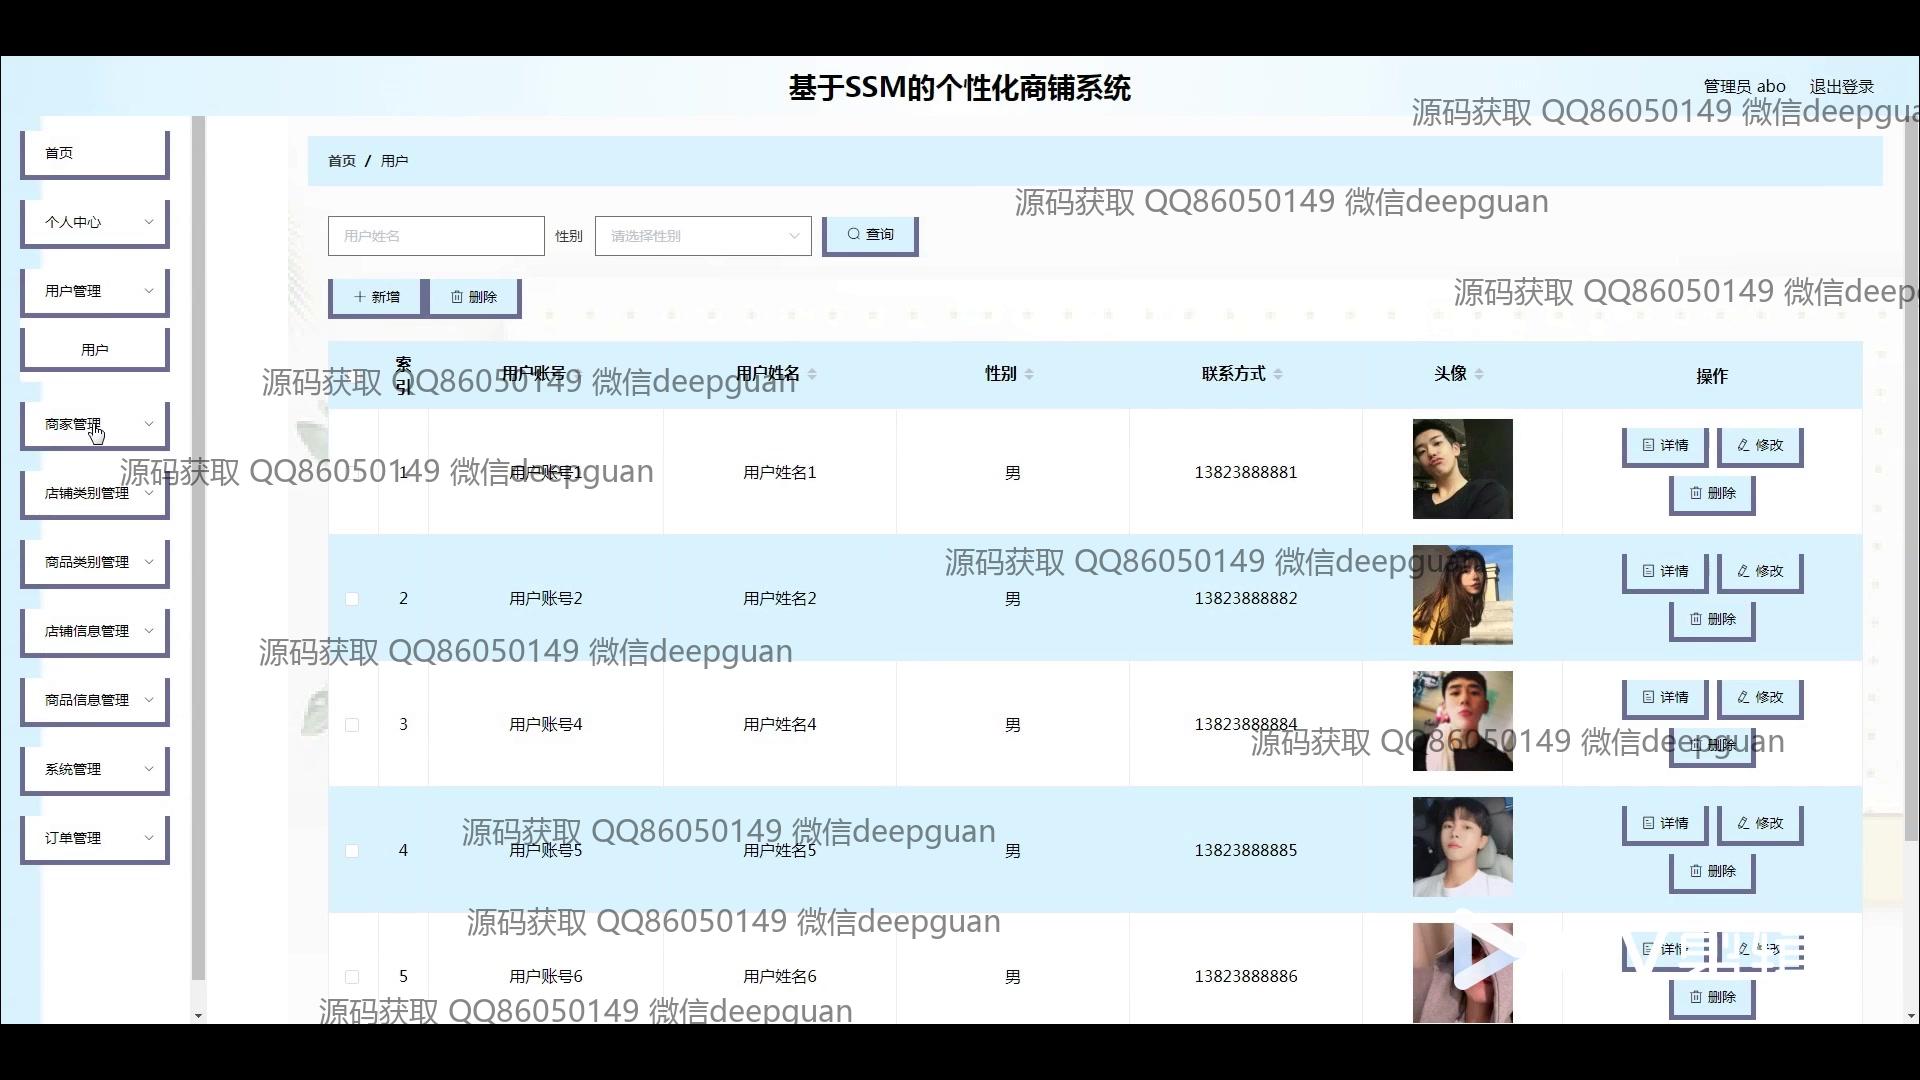 基于SSM的个性化商铺系统
管理员 abo 退出登录
源码获取 QQ86050149 微信deepgua
首页
首页 / 用户
源码获取 QQ86050149 微信deepguan
个人中心
用户姓名 性别 请选择性别 查询
用户管理
新增 删除
源码获取 QQ86050149 微信deep
用户
索引 用户账号 用户姓名 性别 联系方式 头像 操作
源码获取 QQ86050149 微信deepguan
商家管理
1 用户账号1 用户姓名1 男 13823888881 详情 修改
删除
源码获取 QQ86050149 微信deepguan
店铺类别管理
商品类别管理
源码获取 QQ86050149 微信deepguan
2 用户账号2 用户姓名2 男 13823888882 详情 修改
删除
店铺信息管理
源码获取 QQ86050149 微信deepguan
商品信息管理
3 用户账号4 用户姓名4 男 13823888884 详情 修改
删除
源码获取 QQ86050149 微信deepguan
系统管理
订单管理
源码获取 QQ86050149 微信deepguan
4 用户账号5 用户姓名5 男 13823888885 详情 修改
删除
源码获取 QQ86050149 微信deepguan
5 用户账号6 用户姓名6 男 13823888886 详情 修改
删除
源码获取 QQ86050149 微信deepguan